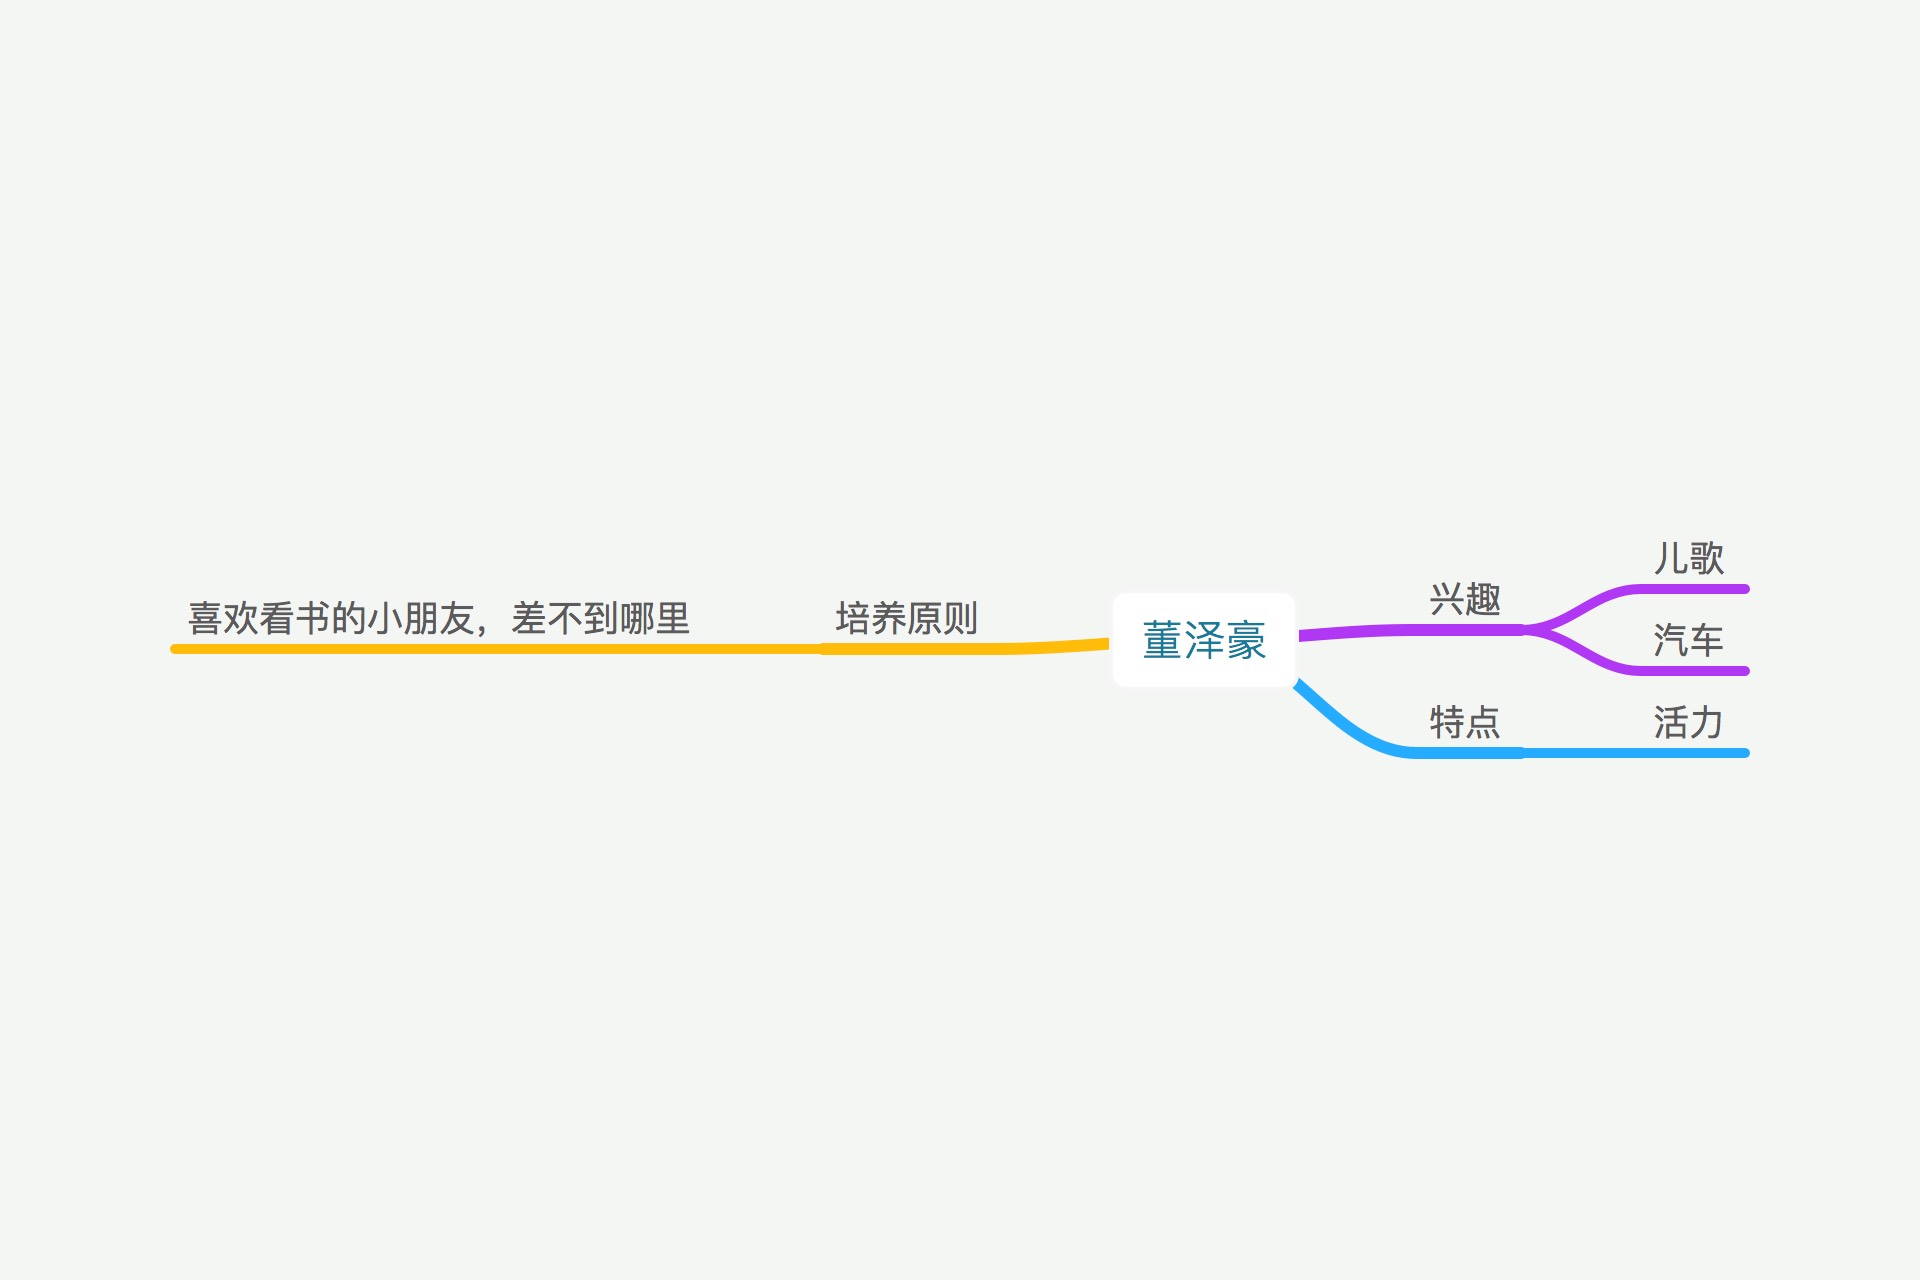 儿歌
兴趣
喜欢看书的小朋友，差不到哪里
培养原则
董泽豪
汽车
特点
活力